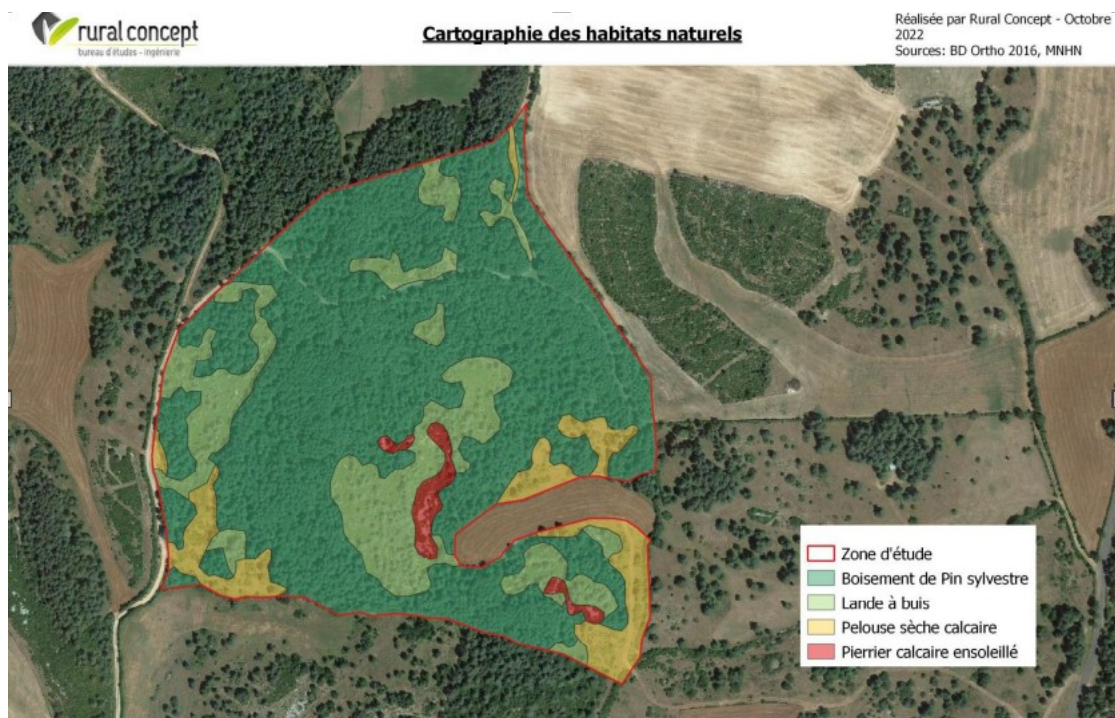 rural concept
bureau d'études - ingénierie
Cartographie des habitats naturels
Réalisée par Rural Concept - Octobre
2022
Sources: BD Ortho 2016, MNHN
Zone d'étude
Boisement de Pin sylvestre
Lande à buis
Pelouse sèche calcaire
Pierrier calcaire ensoleillé